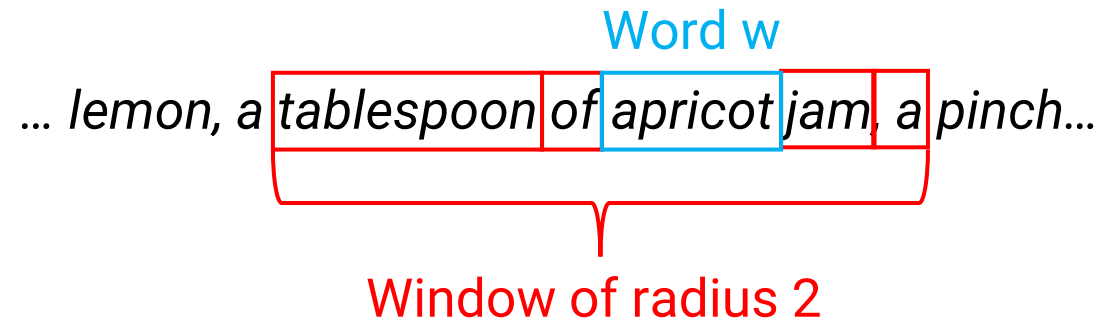 Word w
... lemon, a tablespoon of apricot jam, a pinch...
Window of radius 2